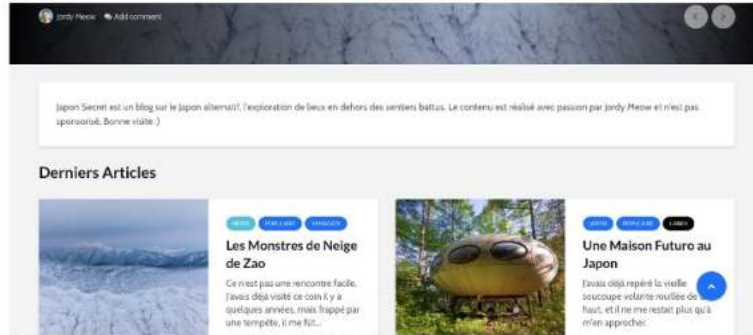 Jordy Meow Add comment
Japon Secret est un blog sur le Japon alternatif, l'exploration de lieux en dehors des sentiers battus. Le contenu est réalisé avec passion par Jordy Meow et n'est pas
sponsorisé. Bonne visite :)
Derniers Articles
POPULAIRE
Les Monstres de Neige
de Zao
Ce n'est pas une rencontre facile.
J'avais déjà visité ce coin il y a
quelques années, mais frappé par
une tempête, il me fût...
JAPON POPULAIRE
Une Maison Futuro au
Japon
J'avais déjà repéré la vieille
soucoupe volante rouillée de
haut, et il ne me restait plus qu'à
m'en approcher.